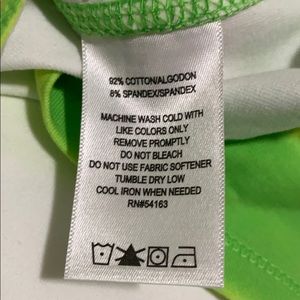 92% COTTON/ALGODON
8% SPANDEX/SPANDEX
MACHINE WASH COLD WITH
LIKE COLORS ONLY
REMOVE PROMPTLY
DO NOT BLEACH
DO NOT USE FABRIC SOFTENER
TUMBLE DRY LOW
COOL IRON WHEN NEEDED
RN#54163